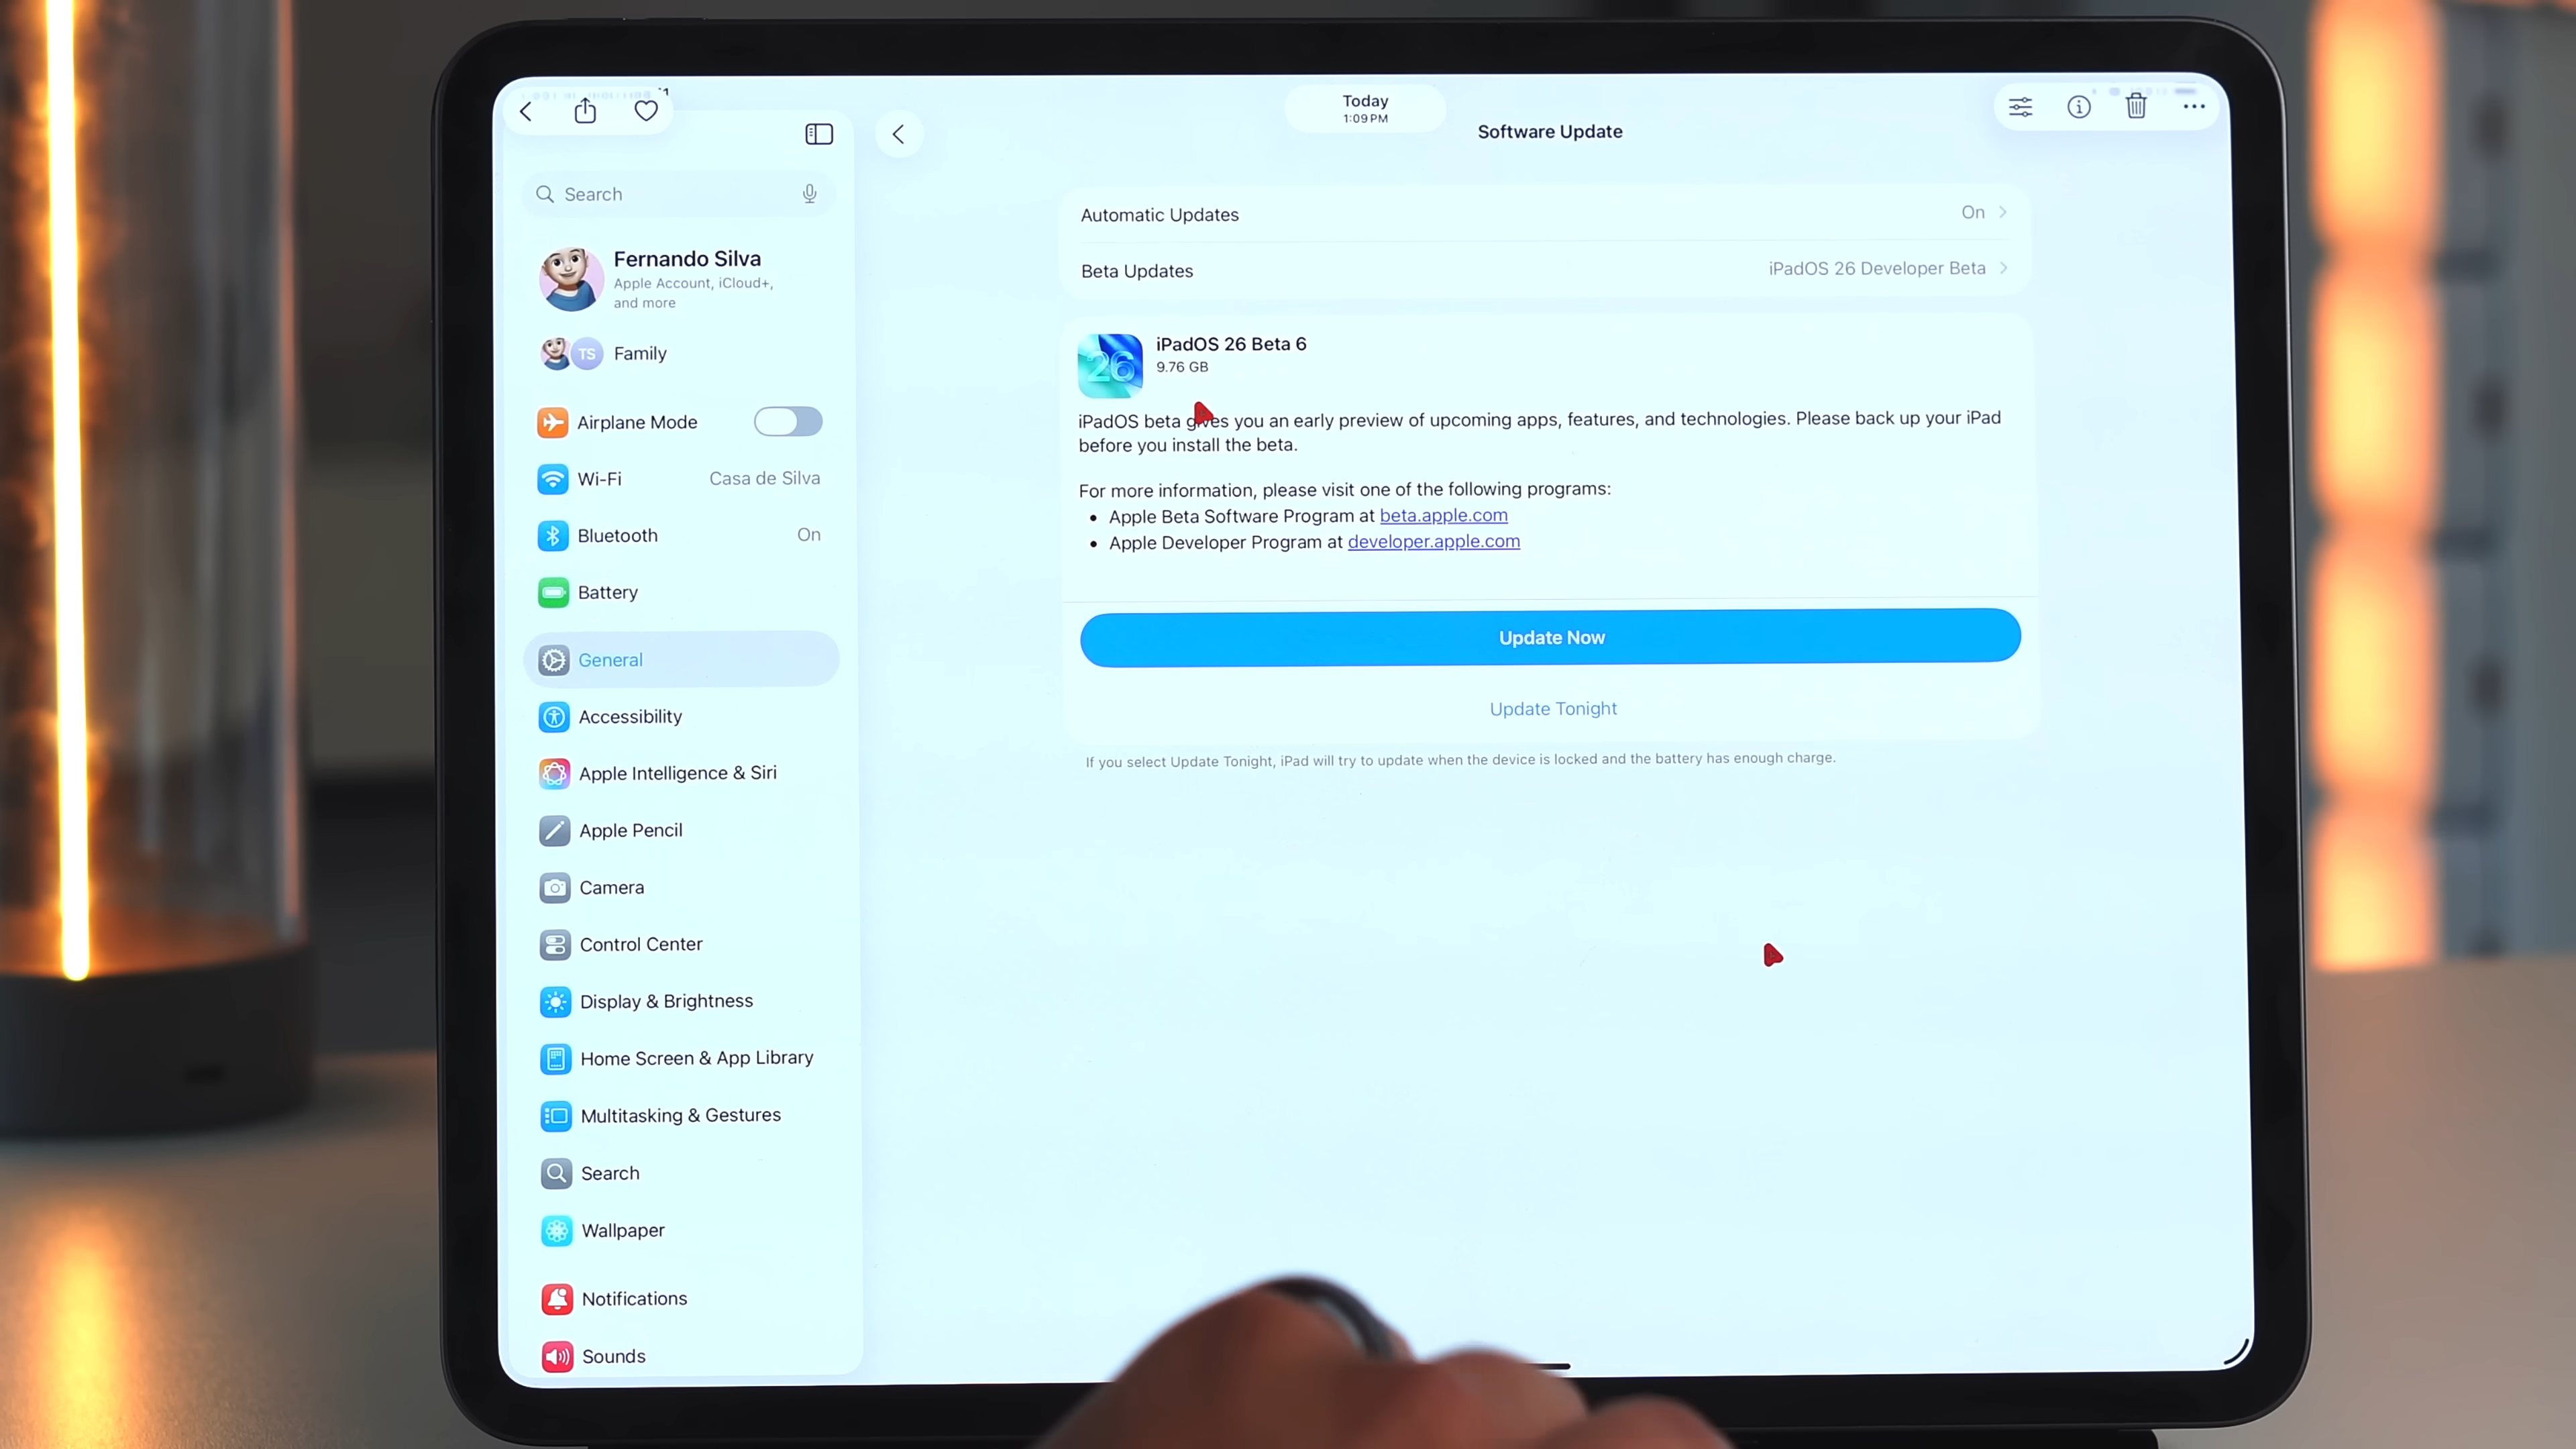 Today
1:09 PM
Software Update
Search
Fernando Silva
Apple Account, iCloud+,
and more
TS
Family
Airplane Mode
Wi-Fi
Casa de Silva
Bluetooth
On
Battery
General
Accessibility
Apple Intelligence & Siri
Apple Pencil
Camera
Control Center
Display & Brightness
Home Screen & App Library
Multitasking & Gestures
Search
Wallpaper
Notifications
Sounds
Automatic Updates
On
Beta Updates
iPadOS 26 Developer Beta
26
iPadOS 26 Beta 6
9.76 GB
iPadOS beta gives you an early preview of upcoming apps, features, and technologies. Please back up your iPad
before you install the beta.
For more information, please visit one of the following programs:
• Apple Beta Software Program at beta.apple.com
• Apple Developer Program at developer.apple.com
Update Now
Update Tonight
If you select Update Tonight, iPad will try to update when the device is locked and the battery has enough charge.